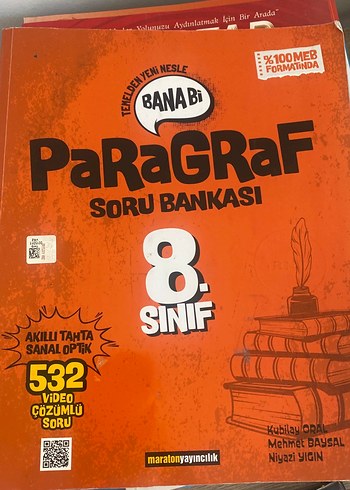 Yolunuzu Aydınlatmak İçin Bir Arada"
%100 MEB
FORMATINDA
TEMELDEN YENİ NESLE
BANA Bİ
PARAGRAF
SORU BANKASI
8.
SINIF
AKILLI TAHTA
SANAL OPTİK
532
VİDEO
ÇÖZÜMLÜ
SORU
Kubilay ORAL
Mehmet BAYSAL
Niyazi YIĞIN
maratonyayıncılık